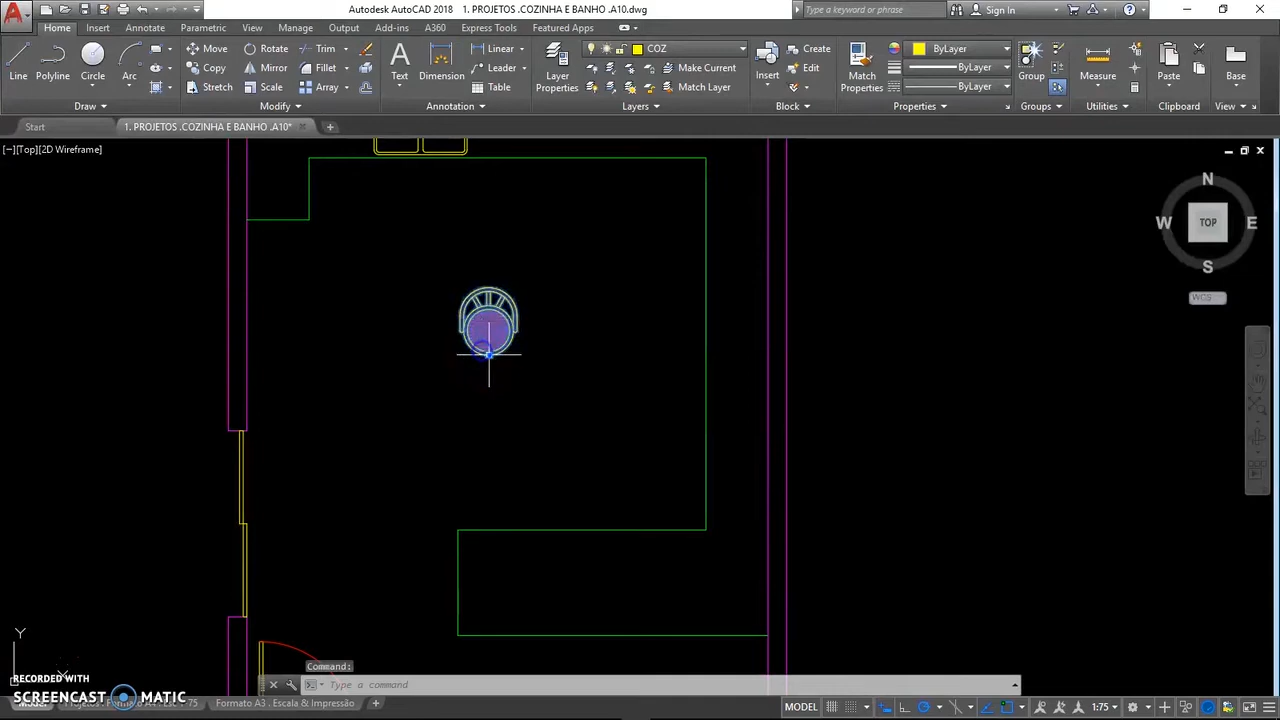 Autodesk AutoCAD 2018 1. PROJETOS .COZINHA E BANHO .A10.dwg
Type a keyword or phrase
Sign In
Home Insert Annotate Parametric View Manage Output Add-ins A360 Express Tools Featured Apps
Line
Polyline
Circle
Arc
Draw
Move
Rotate
Trim
Copy
Mirror
Fillet
Stretch
Scale
Array
Modify
Text
Dimension
Linear
Leader
Table
Annotation
Layer
Properties
COZ
Make Current
Match Layer
Layers
Insert
Create
Edit
Block
Match
Properties
ByLayer
ByLayer
ByLayer
Properties
Group
Groups
Measure
Utilities
Paste
Clipboard
Base
View
Start
1. PROJETOS .COZINHA E BANHO .A10*
[−][Top][2D Wireframe]
N
W
TOP
E
S
WCS
Y
Command:
Type a command
RECORDED WITH
SCREENCAST MATIC
Formato A3 . Escala & Impressão
MODEL
1:75